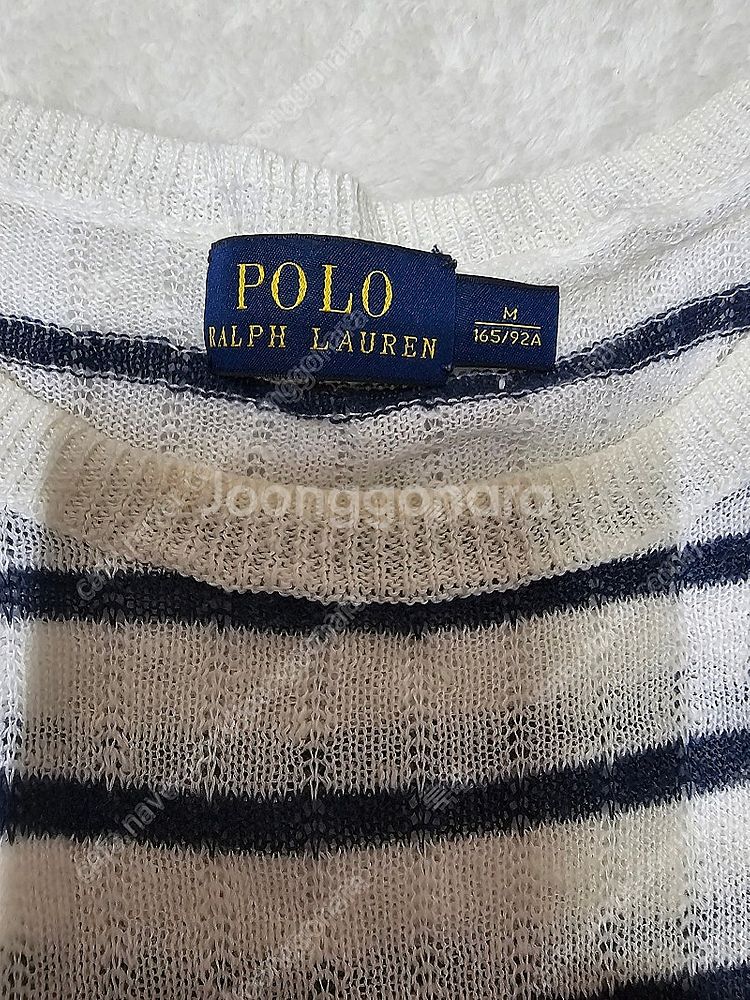 POLO
RALPH LAUREN
M
165/92A
Joonggonara